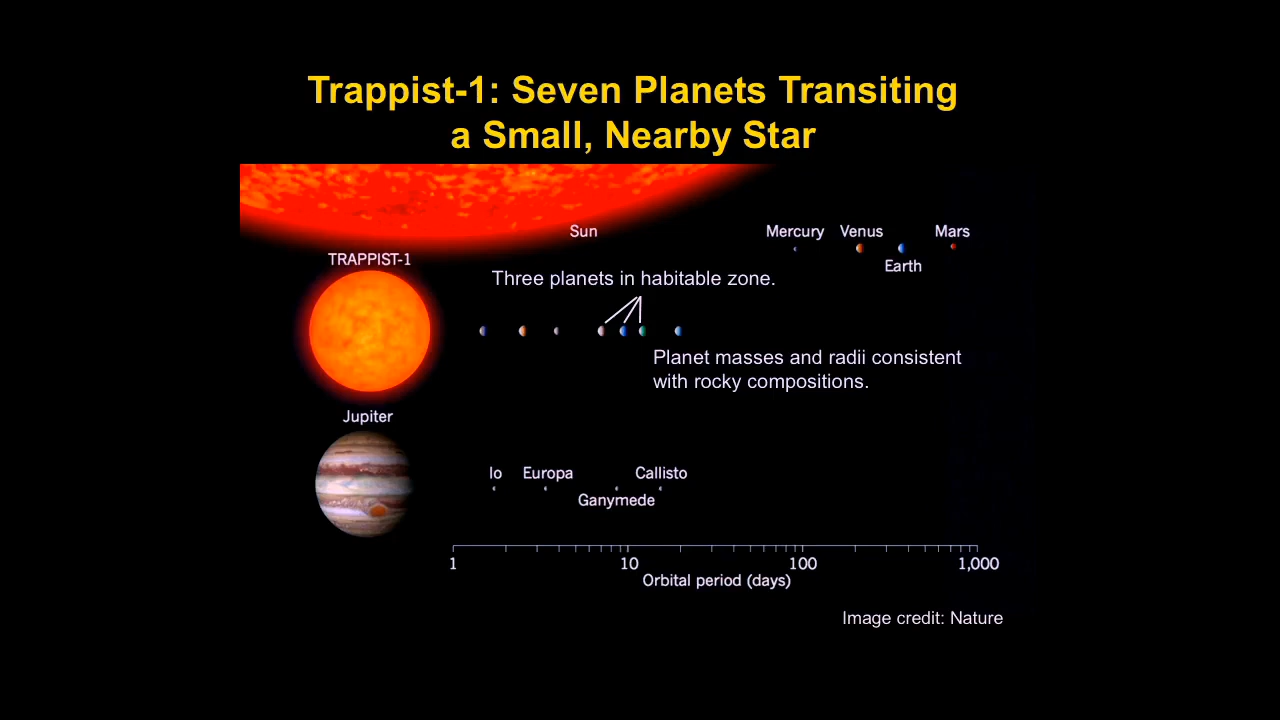 Trappist-1: Seven Planets Transiting
a Small, Nearby Star
Sun
Mercury
Venus
Earth
Mars
TRAPPIST-1
Three planets in habitable zone.
Planet masses and radii consistent
with rocky compositions.
Jupiter
Io
Europa
Ganymede
Callisto
1
10
100
1,000
Orbital period (days)
Image credit: Nature